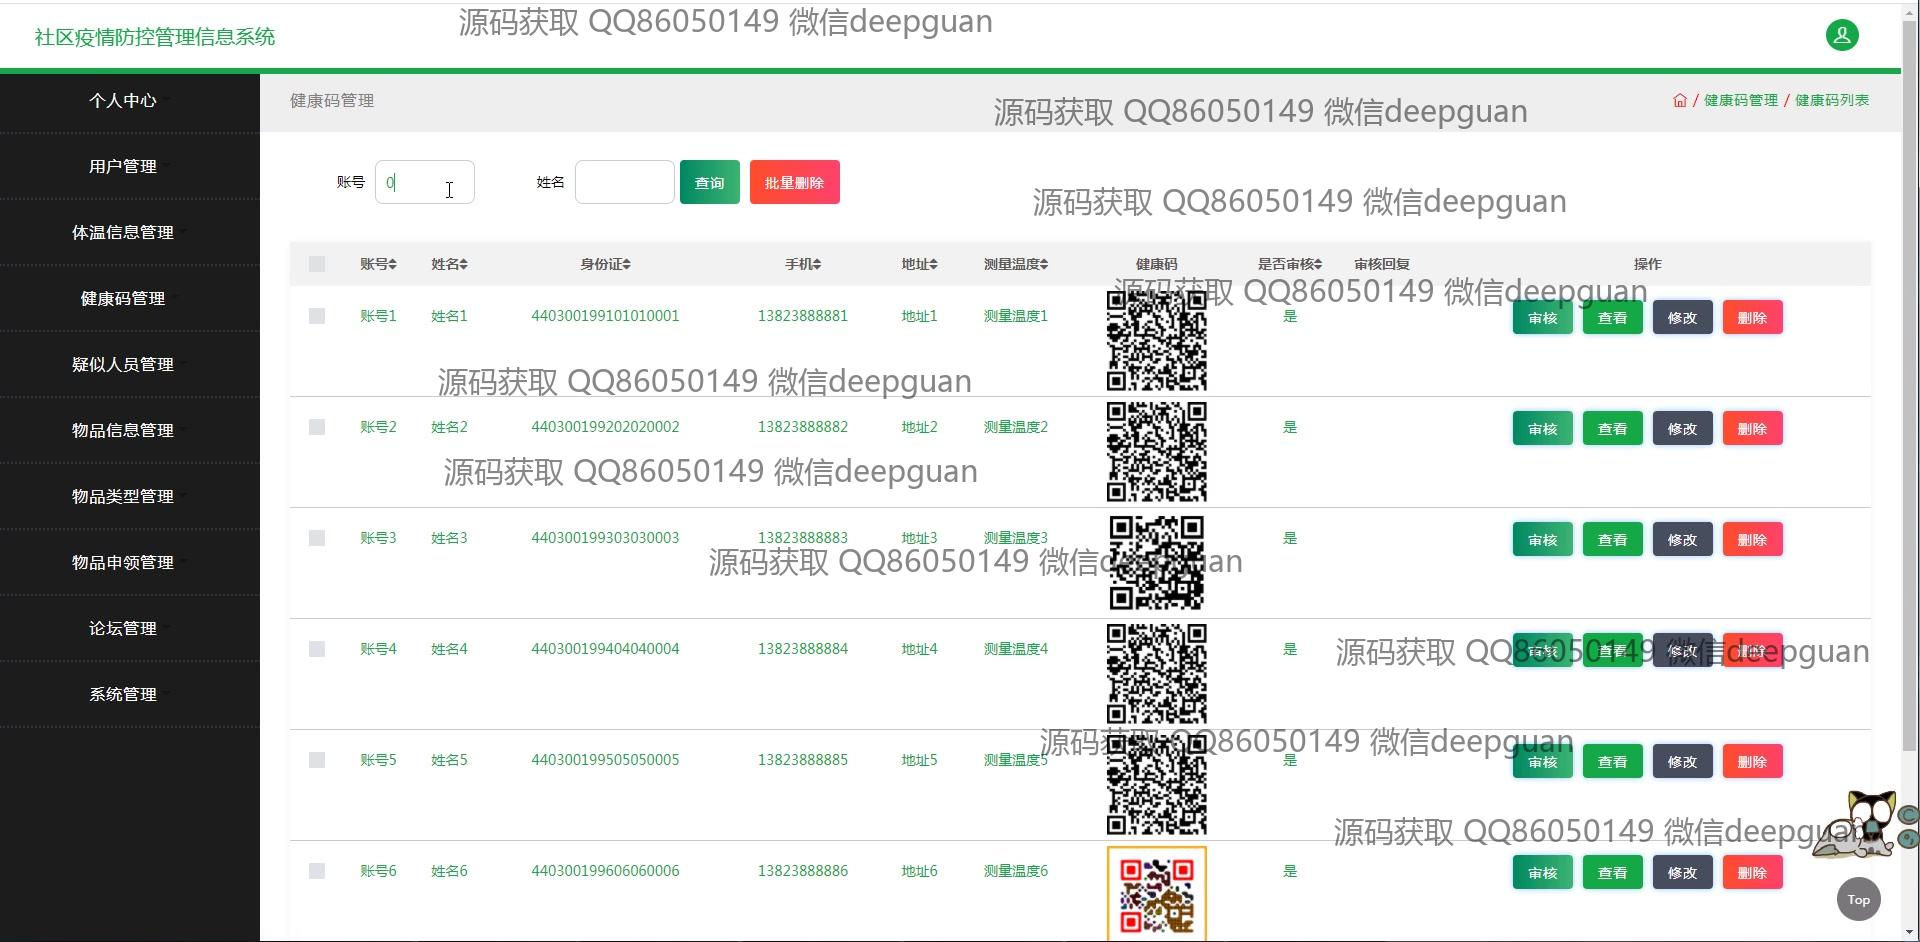 源码获取 QQ86050149 微信deepguan
社区疫情防控管理信息系统
个人中心
用户管理
体温信息管理
健康码管理
疑似人员管理
物品信息管理
物品类型管理
物品申领管理
论坛管理
系统管理
健康码管理
源码获取 QQ86050149 微信deepguan
/ 健康码管理 / 健康码列表
账号 0 姓名 查询 批量删除
源码获取 QQ86050149 微信deepguan
账号 姓名 身份证 手机 地址 测量温度 健康码 是否审核 审核回复 操作
源码获取 QQ86050149 微信deepguan
账号1 姓名1 440300199101010001 13823888881 地址1 测量温度1 是 审核 查看 修改 删除
源码获取 QQ86050149 微信deepguan
账号2 姓名2 440300199202020002 13823888882 地址2 测量温度2 是 审核 查看 修改 删除
源码获取 QQ86050149 微信deepguan
账号3 姓名3 440300199303030003 13823888883 地址3 测量温度3 是 审核 查看 修改 删除
源码获取 QQ86050149 微信deepguan
账号4 姓名4 440300199404040004 13823888884 地址4 测量温度4 是 审核 查看 修改 删除
源码获取 QQ86050149 微信deepguan
源码获取 QQ86050149 微信deepguan
账号5 姓名5 440300199505050005 13823888885 地址5 测量温度5 是 审核 查看 修改 删除
源码获取 QQ86050149 微信deepguan
账号6 姓名6 440300199606060006 13823888886 地址6 测量温度6 是 审核 查看 修改 删除
Top